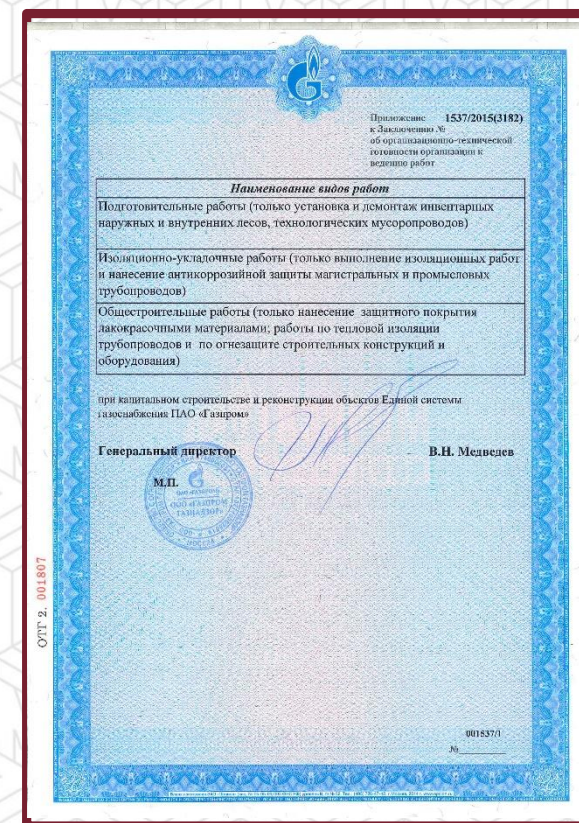 Приложение 1537/2015(3182)
к Заключению №
об организационно-технической
готовности организации к
ведению работ
Наименование видов работ
Подготовительные работы (только установка и демонтаж инвентарных
наружных и внутренних лесов, технологических мусоропроводов)
Изоляционно-укладочные работы (только выполнение изоляционных работ
и нанесение антикоррозийной защиты магистральных и промысловых
трубопроводов)
Общестроительные работы (только нанесение защитного покрытия
лакокрасочными материалами; работы по тепловой изоляции
трубопроводов и по огнезащите строительных конструкций и
оборудования)
при капитальном строительстве и реконструкции объектов Единой системы
газоснабжения ПАО «Газпром»
Генеральный директор В.Н. Медведев
М.П.
ООО «ГАЗПРОМ
ГАЗНАДЗОР»
МОСКВА
ОТГ 2. 001807
001537/1
№